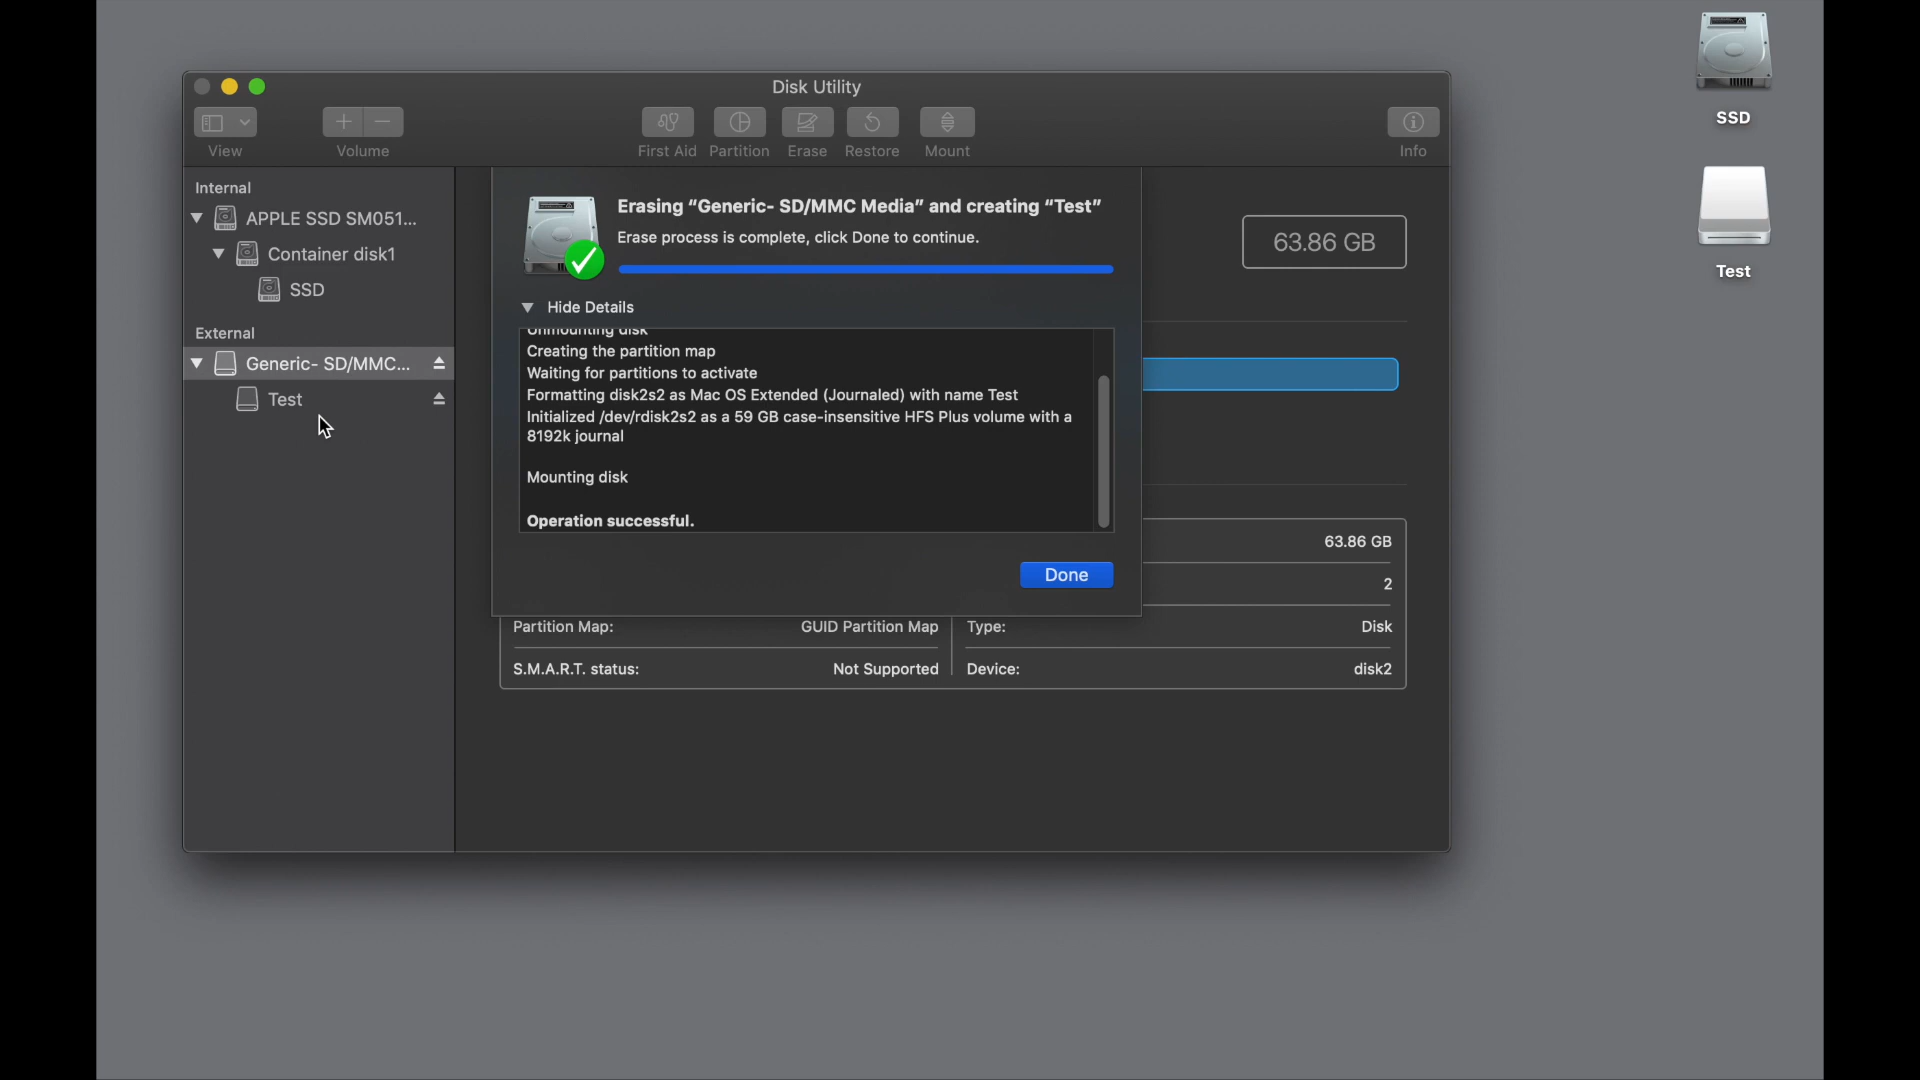 Disk Utility
View
Volume
First Aid
Partition
Erase
Restore
Mount
Info
SSD
Test
Internal
APPLE SSD SM051...
Container disk1
SSD
External
Generic- SD/MMC...
Test
Erasing “Generic- SD/MMC Media” and creating “Test”
Erase process is complete, click Done to continue.
Hide Details
Unmounting disk
Creating the partition map
Waiting for partitions to activate
Formatting disk2s2 as Mac OS Extended (Journaled) with name Test
Initialized /dev/rdisk2s2 as a 59 GB case-insensitive HFS Plus volume with a
8192k journal
Mounting disk
Operation successful.
Done
63.86 GB
63.86 GB
2
Partition Map: GUID Partition Map
Type: Disk
S.M.A.R.T. status: Not Supported
Device: disk2